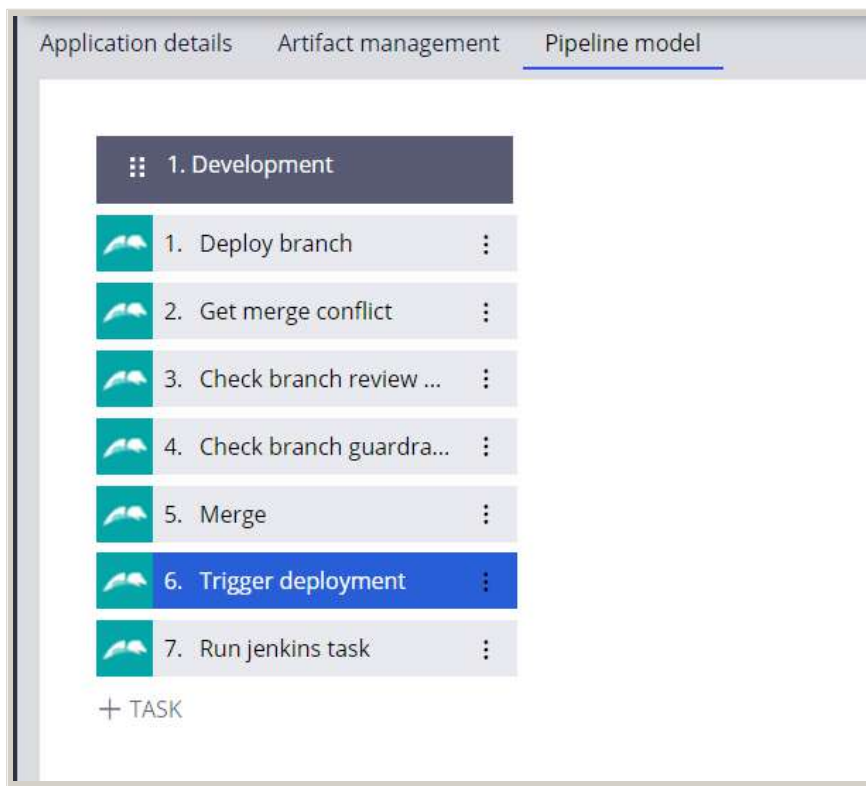 Application details Artifact management Pipeline model
1. Development
1. Deploy branch
2. Get merge conflict
3. Check branch review ...
4. Check branch guardra...
5. Merge
6. Trigger deployment
7. Run jenkins task
+ TASK